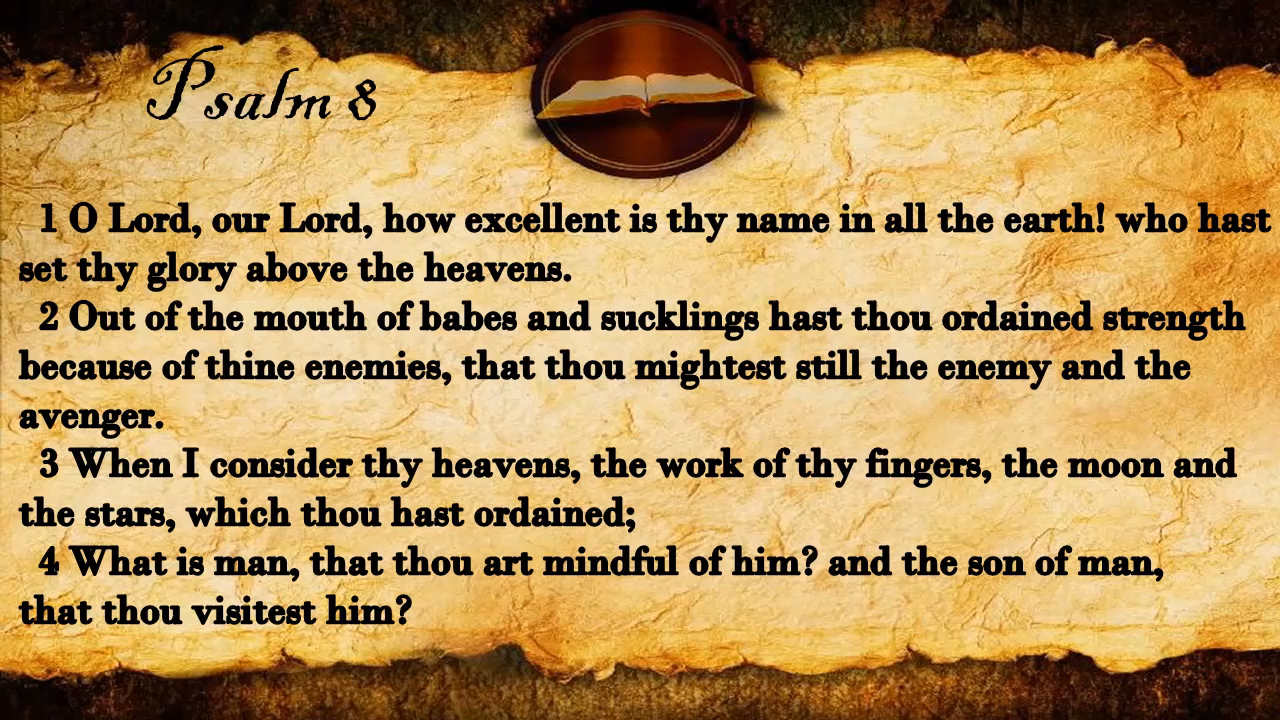 Psalm 8
1 O Lord, our Lord, how excellent is thy name in all the earth! who hast
set thy glory above the heavens.
2 Out of the mouth of babes and sucklings hast thou ordained strength
because of thine enemies, that thou mightest still the enemy and the
avenger.
3 When I consider thy heavens, the work of thy fingers, the moon and
the stars, which thou hast ordained;
4 What is man, that thou art mindful of him? and the son of man,
that thou visitest him?